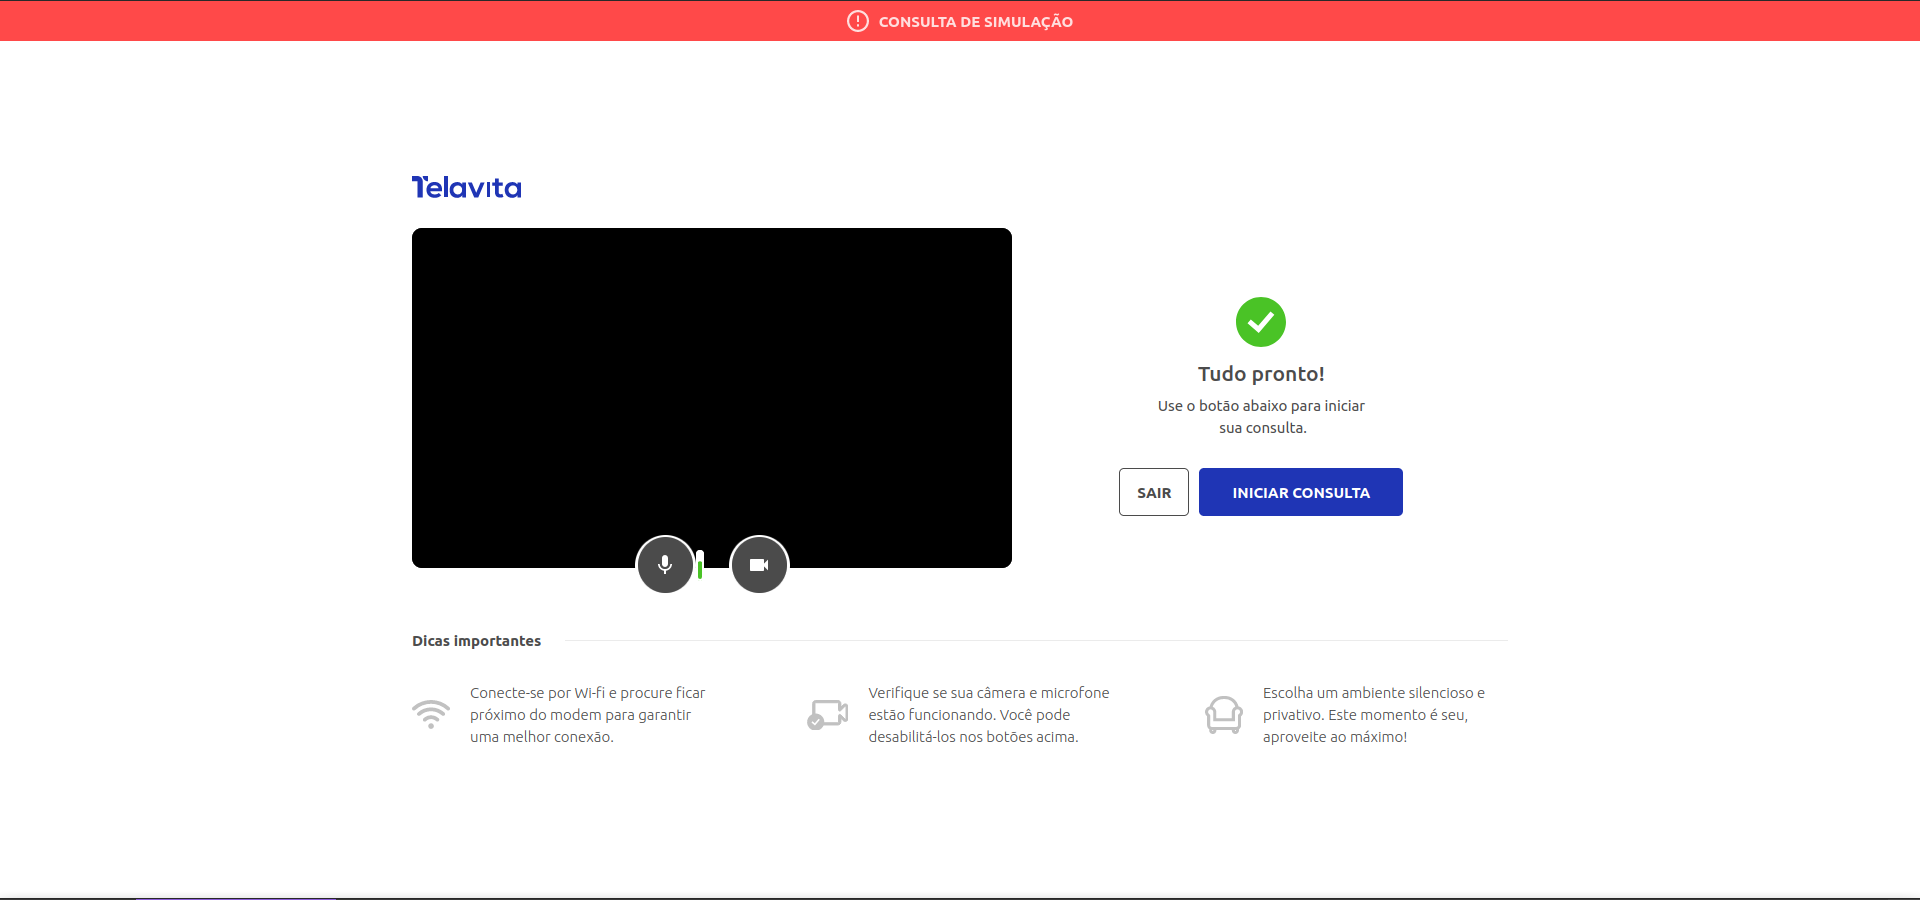 CONSULTA DE SIMULAÇÃO
Telavita
Tudo pronto!
Use o botão abaixo para iniciar
sua consulta.
SAIR
INICIAR CONSULTA
Dicas importantes
Conecte-se por Wi-fi e procure ficar
próximo do modem para garantir
uma melhor conexão.
Verifique se sua câmera e microfone
estão funcionando. Você pode
desabilitá-los nos botões acima.
Escolha um ambiente silencioso e
privativo. Este momento é seu,
aproveite ao máximo!